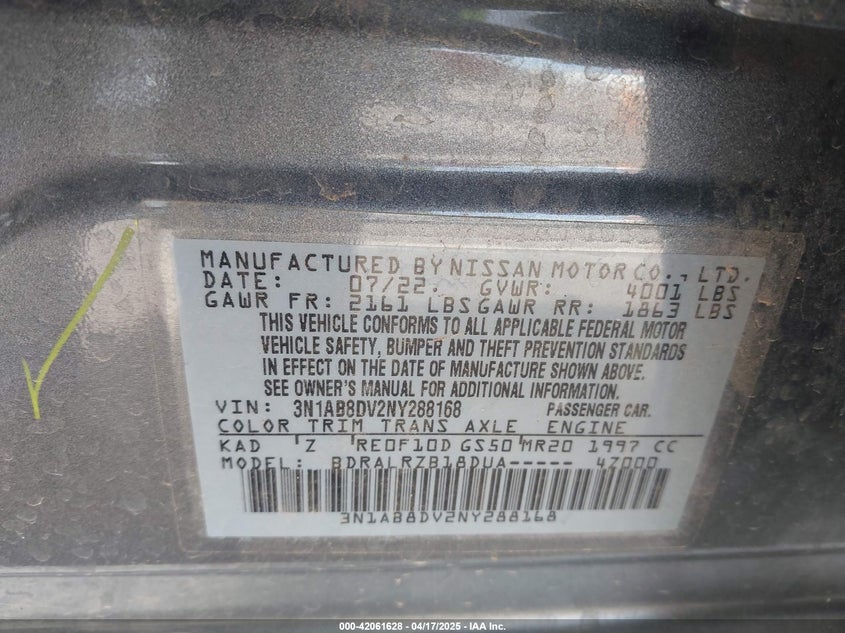 MANUFACTURED BY NISSAN MOTOR CO., LTD.
DATE: 07/22. GVWR: 4001 LBS
GAWR FR: 2161 LBS GAWR RR: 1863 LBS
THIS VEHICLE CONFORMS TO ALL APPLICABLE FEDERAL MOTOR
VEHICLE SAFETY, BUMPER AND THEFT PREVENTION STANDARDS
IN EFFECT ON THE DATE OF MANUFACTURE SHOWN ABOVE.
SEE OWNER'S MANUAL FOR ADDITIONAL INFORMATION.
VIN: 3N1AB8DV2NY288168 PASSENGER CAR.
COLOR TRIM TRANS AXLE ENGINE
KAD Z RE0F10D GS50 MR20 1997 CC
MODEL: BDRALRZB18DUA----- 4Z000
3N1AB8DV2NY288168
000-42061628 - 04/17/2025 - IAA Inc.